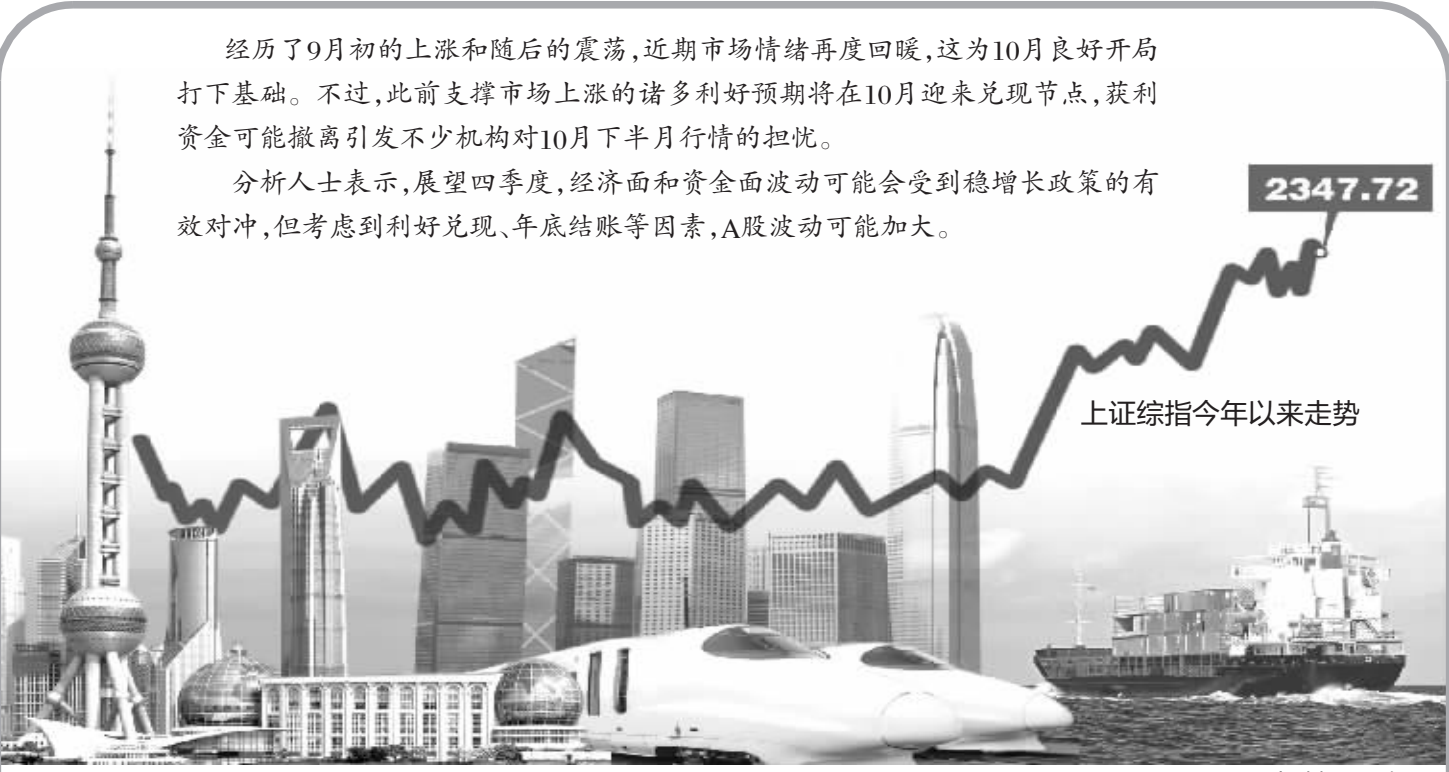 经历了9月初的上涨和随后的震荡,近期市场情绪再度回暖,这为10月良好开局
打下基础。不过,此前支撑市场上涨的诸多利好预期将在10月迎来兑现节点,获利
资金可能撤离引发不少机构对10月下半月行情的担忧。
分析人士表示,展望四季度,经济面和资金面波动可能会受到稳增长政策的有
效对冲,但考虑到利好兑现、年底结账等因素,A股波动可能加大。
2347.72
上证综指今年以来走势